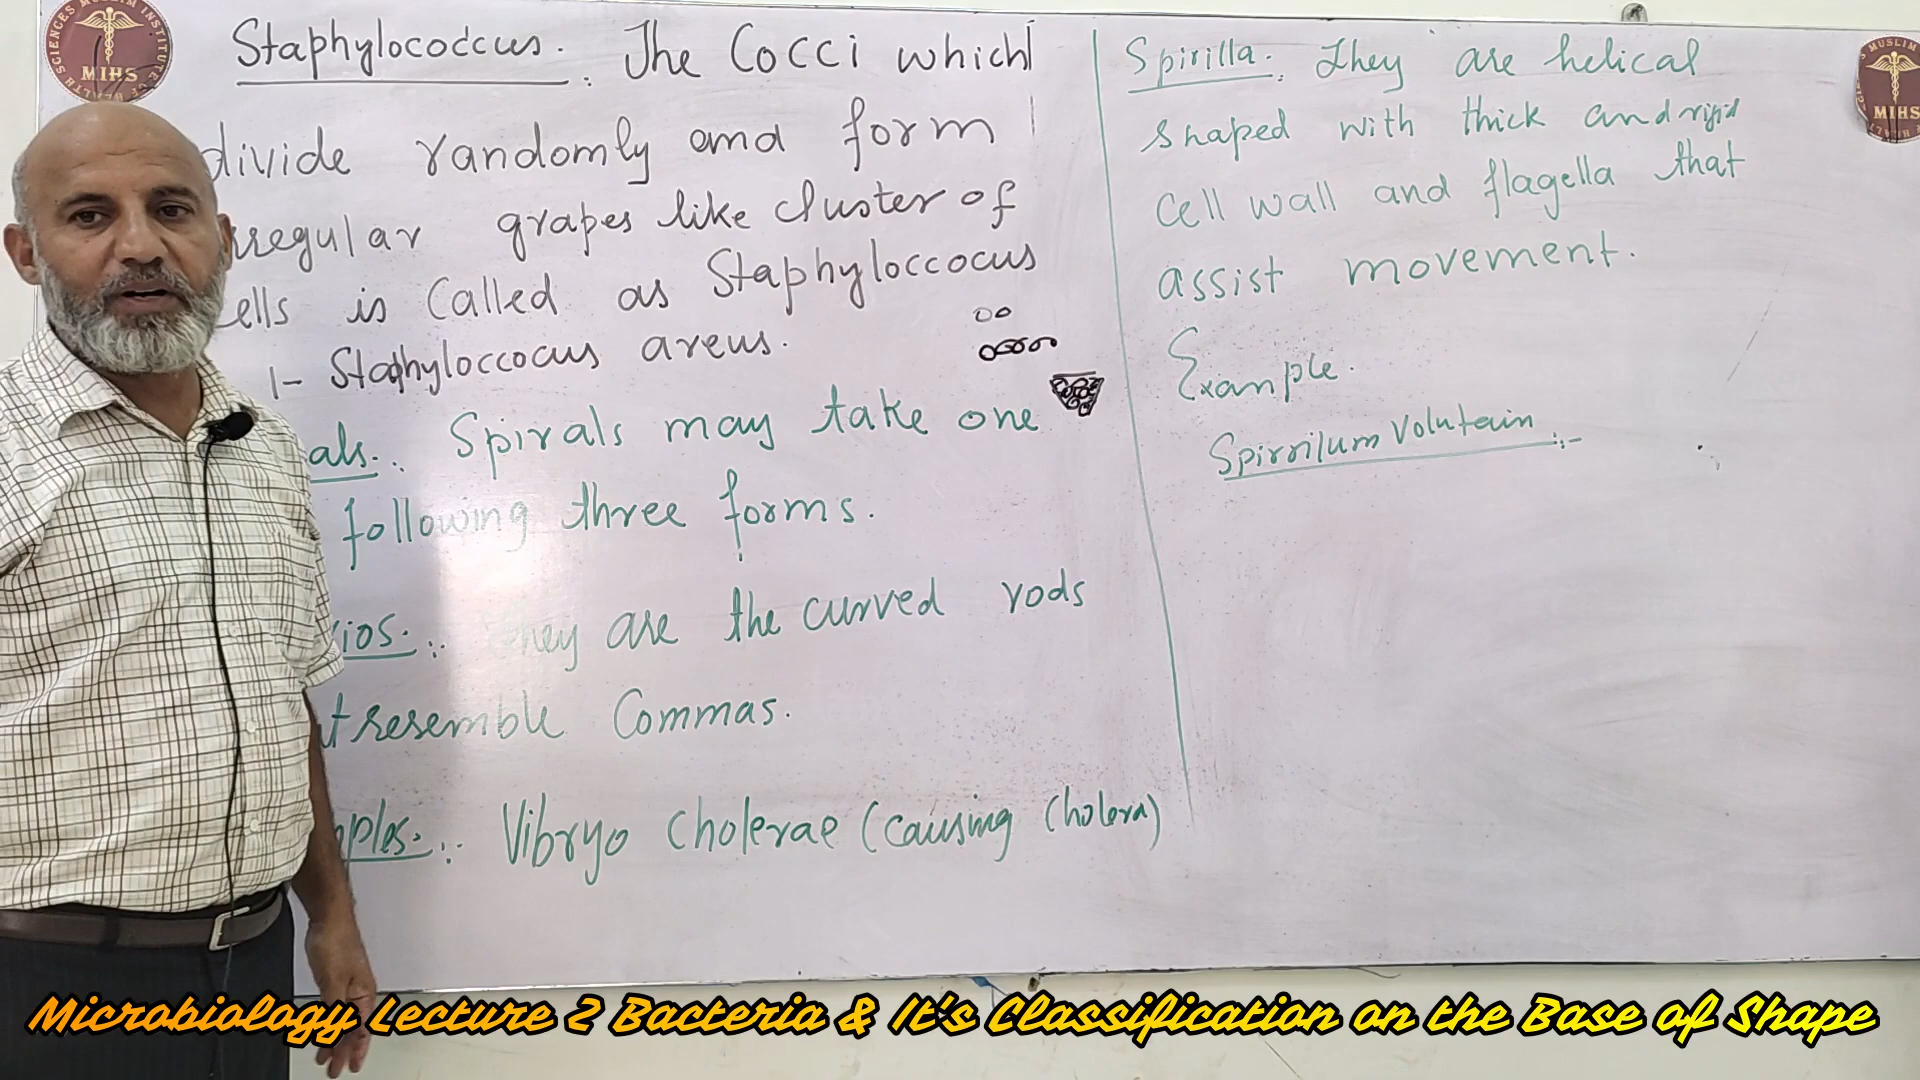 Staphylococcus. : The Cocci which
divide randomly and form
rregular grapes like cluster of
cells is Called as Staphyloccocus
1- Staphyloccocus areus.
als. : Spirals may take one
following three forms.
ios. : They are the curved rods
t resemble Commas.
ples. : Vibryo Cholerae (causing Cholera)
Spirilla. : They are helical
shaped with thick and rigid
cell wall and flagella that
assist movement.
Example.
Spirrilum Volutain :-
MIHS
MUSLIM
MIHS
Microbiology Lecture 2 Bacteria & It's Classification on the Base of Shape